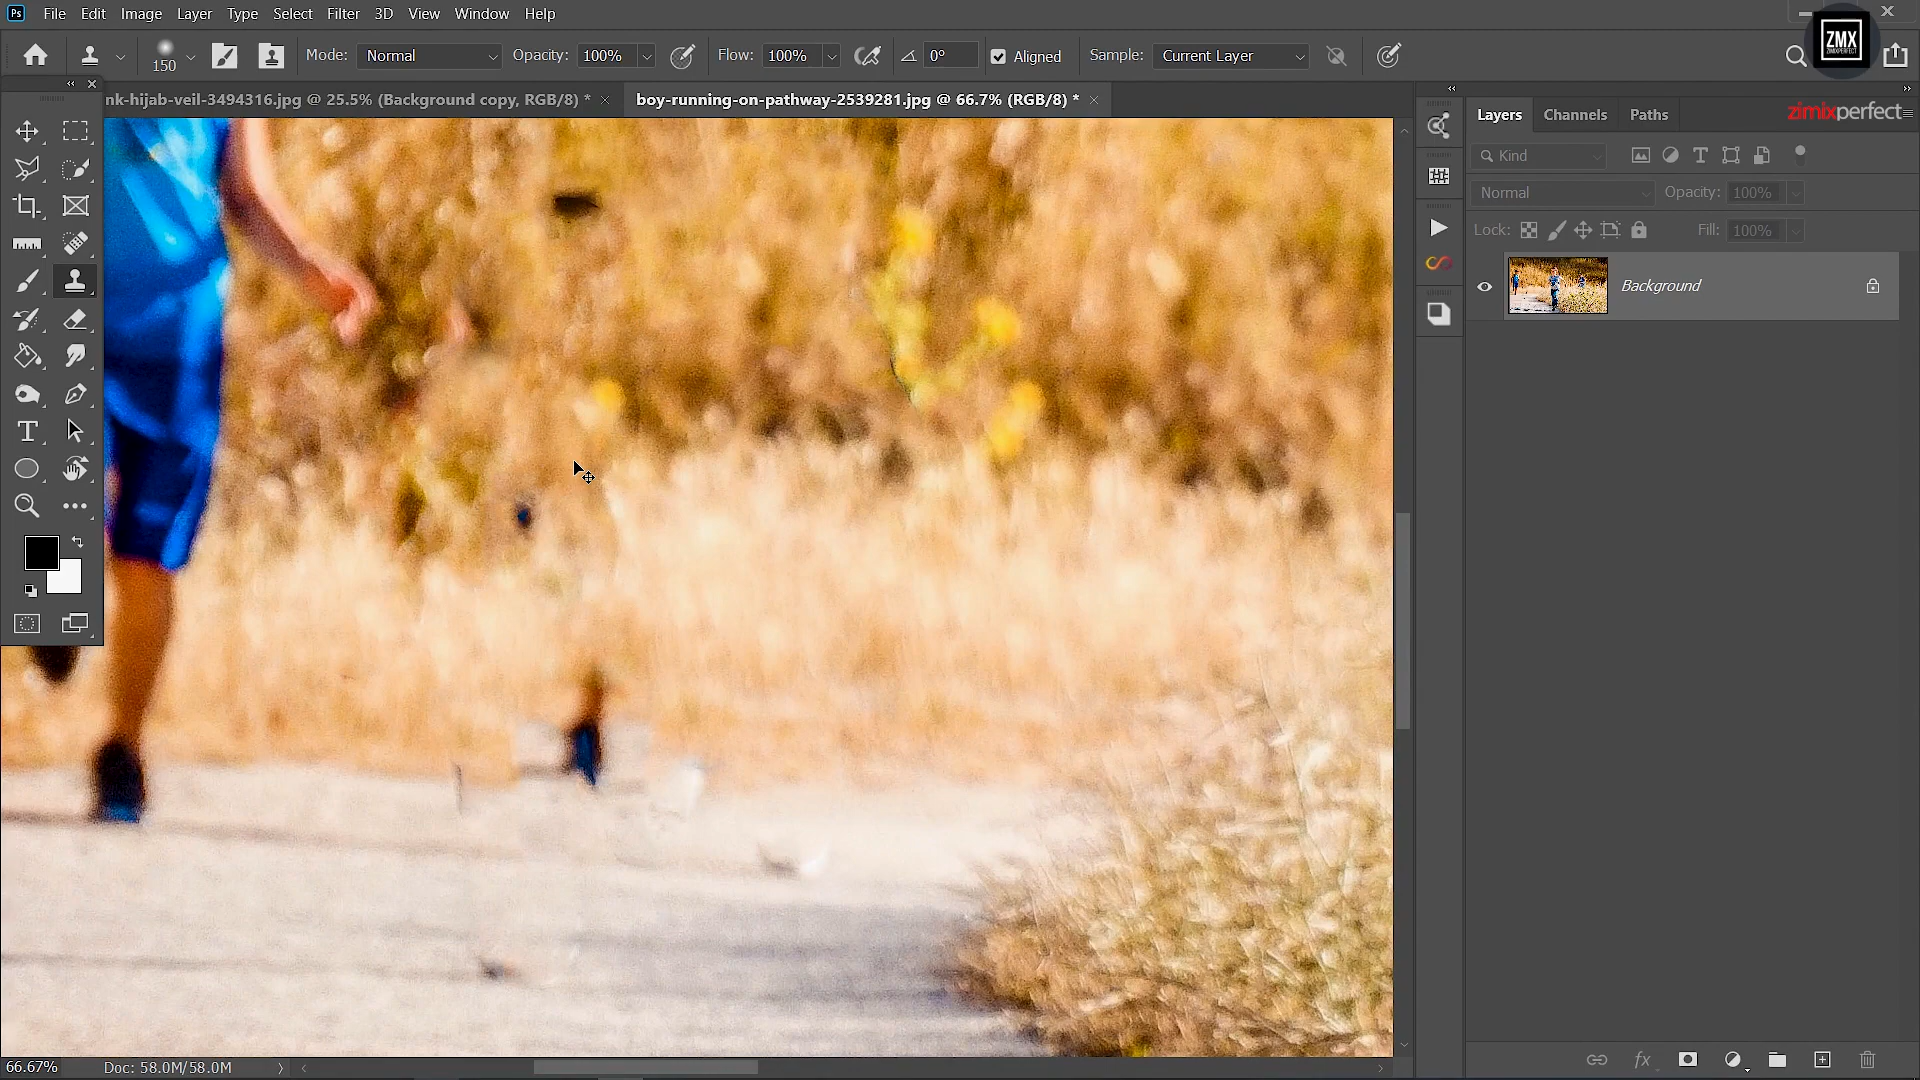 Ps File Edit Image Layer Type Select Filter 3D View Window Help
150 Mode: Normal Opacity: 100% Flow: 100% 0° Aligned Sample: Current Layer
ZMX
ZIMIXPERFECT
nk-hijab-veil-3494316.jpg @ 25.5% (Background copy, RGB/8) *
boy-running-on-pathway-2539281.jpg @ 66.7% (RGB/8) *
Layers Channels Paths
zimixperfect
Kind
Normal Opacity: 100%
Lock: Fill: 100%
Background
fx
66.67% Doc: 58.0M/58.0M